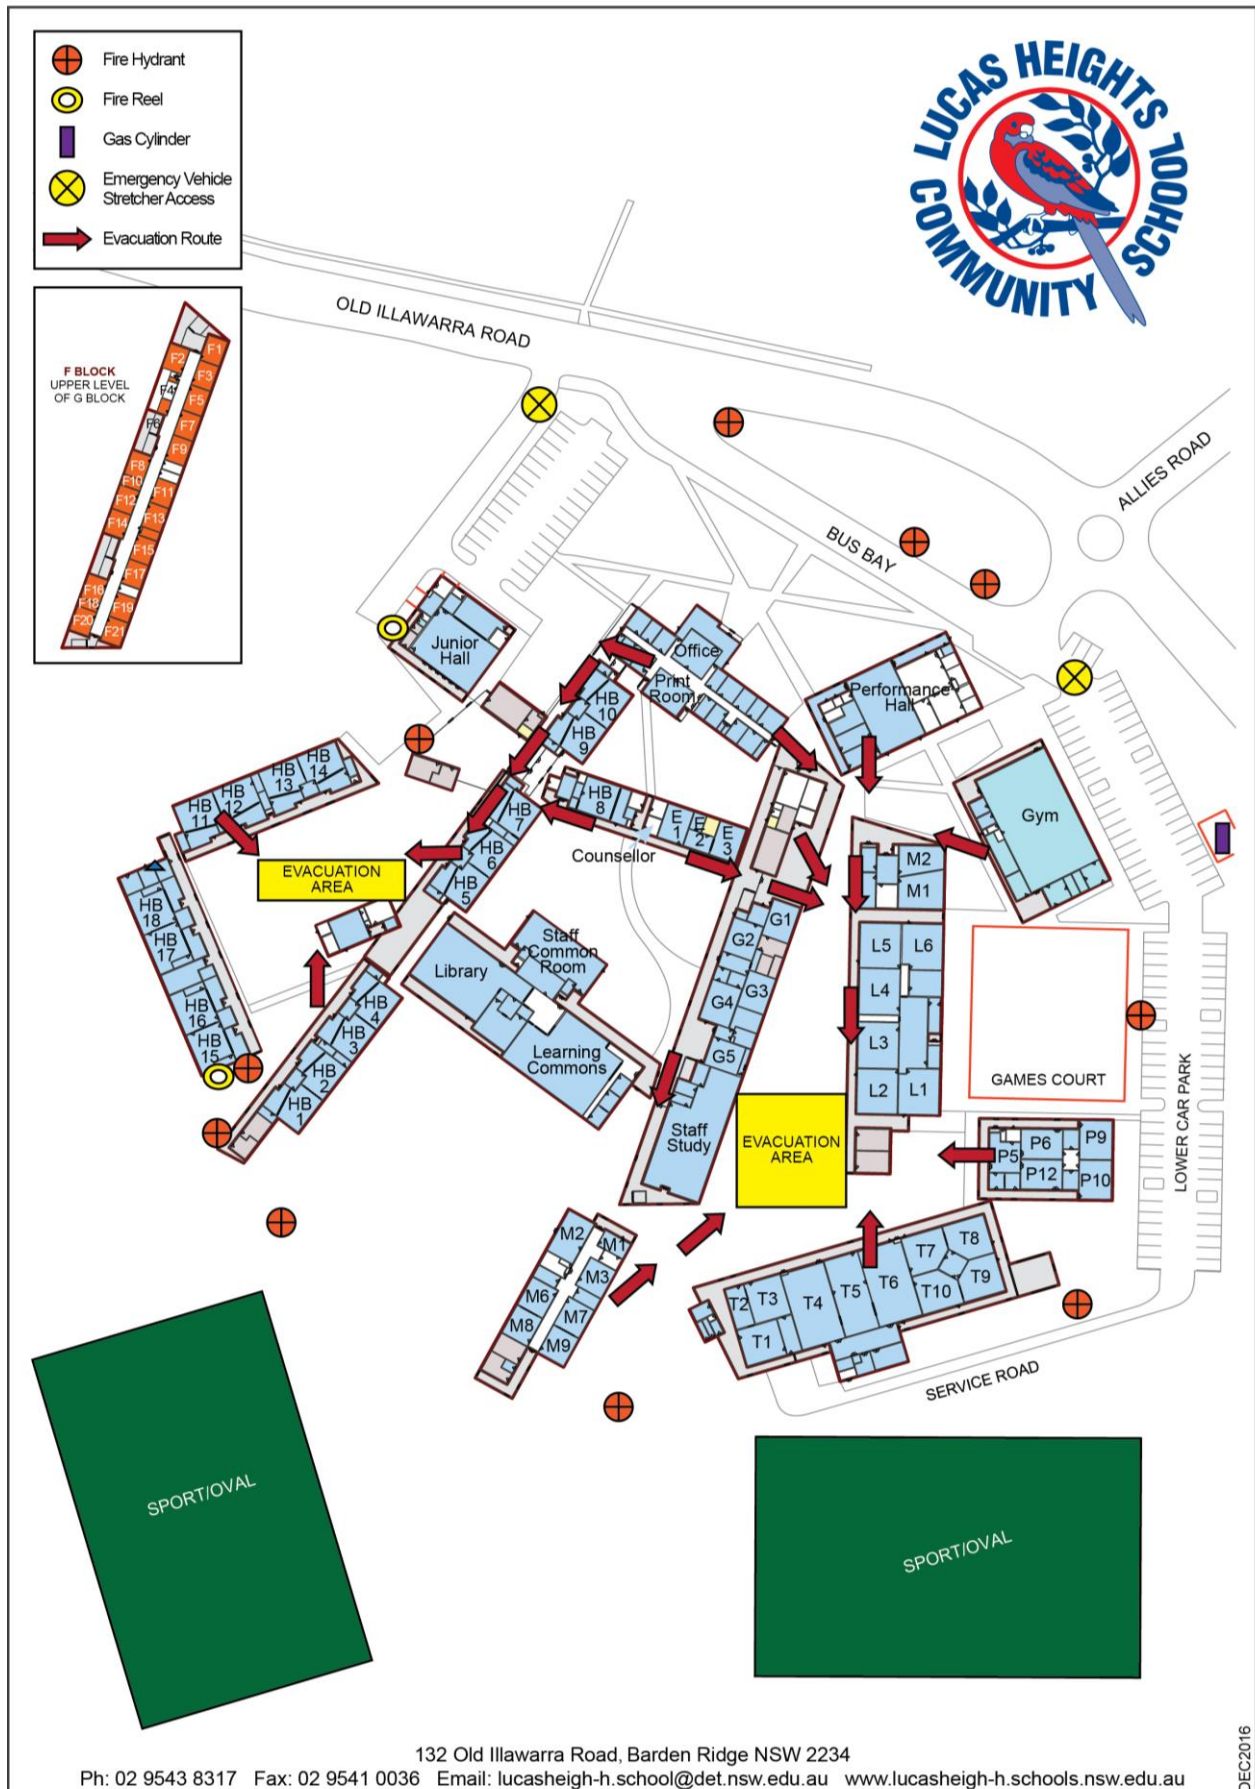 Fire Hydrant
Fire Reel
Gas Cylinder
Emergency Vehicle
Stretcher Access
Evacuation Route
LUCAS HEIGHTS
COMMUNITY SCHOOL
F BLOCK
UPPER LEVEL
OF G BLOCK
F1
F2
F3
F4
F5
F6
F7
F8
F9
F10
F11
F12
F13
F14
F15
F16
F17
F18
F19
F20
F21
OLD ILLAWARRA ROAD
ALLIES ROAD
BUS BAY
Junior
Hall
Office
Print
Room
Performance
Hall
Gym
HB
10
HB
9
HB
14
HB
13
HB
12
HB
11
HB
8
HB
7
HB
6
HB
5
E
1
E
2
E
3
Counsellor
EVACUATION
AREA
M2
M1
HB
18
HB
17
HB
16
HB
15
Staff
Common
Room
Library
Learning
Commons
G1
G2
G3
G4
G5
Staff
Study
L5
L6
L4
L3
L2
L1
HB
4
HB
3
HB
2
HB
1
GAMES COURT
LOWER CAR PARK
EVACUATION
AREA
P5
P6
P9
P12
P10
M2
M1
M3
M6
M7
M8
M9
T2
T3
T1
T4
T5
T6
T7
T8
T10
T9
SERVICE ROAD
SPORT/OVAL
SPORT/OVAL
132 Old Illawarra Road, Barden Ridge NSW 2234
Ph: 02 9543 8317 Fax: 02 9541 0036 Email: lucasheigh-h.school@det.nsw.edu.au www.lucasheigh-h.schools.nsw.edu.au
DEC2016